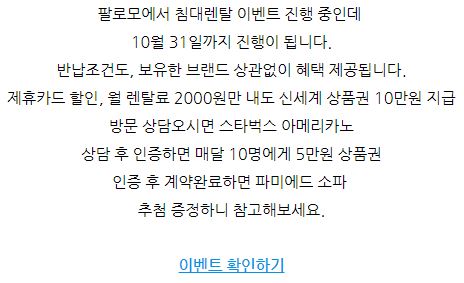 팔로모에서 침대렌탈 이벤트 진행 중인데
10월 31일까지 진행이 됩니다.
반납조건도, 보유한 브랜드 상관없이 혜택 제공됩니다.
제휴카드 할인, 월 렌탈료 2000원만 내도 신세계 상품권 10만원 지급
방문 상담오시면 스타벅스 아메리카노
상담 후 인증하면 매달 10명에게 5만원 상품권
인증 후 계약완료하면 파미에드 소파
추첨 증정하니 참고해보세요.
이벤트 확인하기